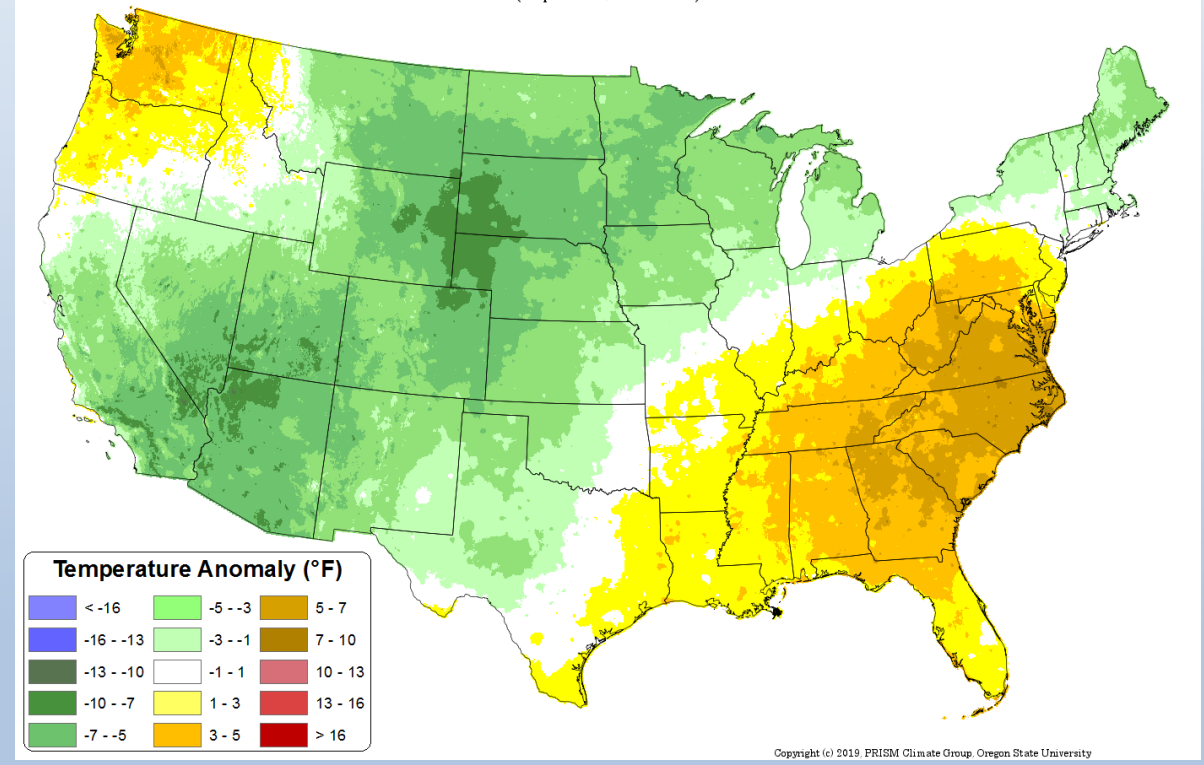 Temperature Anomaly (°F)
< -16 -5 - -3 5 - 7
-16 - -13 -3 - -1 7 - 10
-13 - -10 -1 - 1 10 - 13
-10 - -7 1 - 3 13 - 16
-7 - -5 3 - 5 > 16
Copyright (c) 2019, PRISM Climate Group, Oregon State University